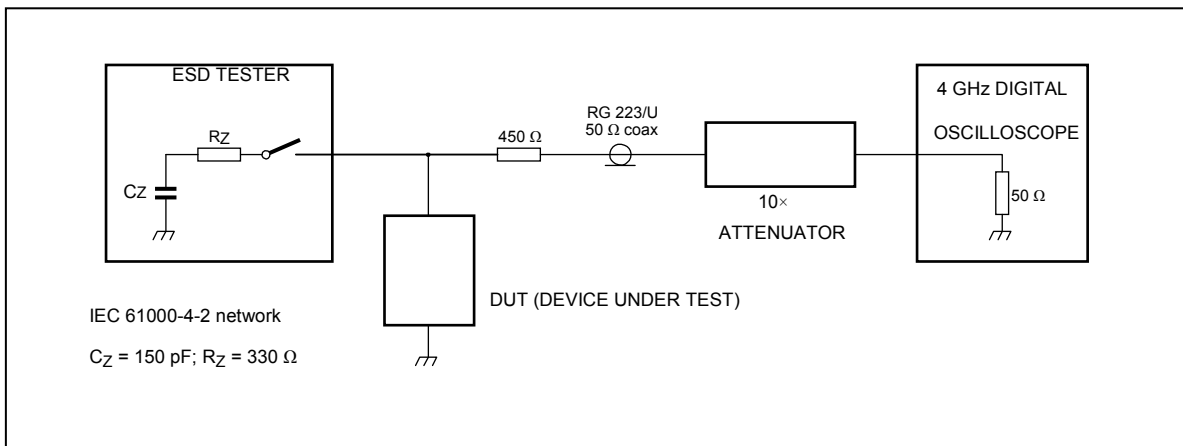 ESD TESTER
RZ
CZ
450 Ω
RG 223/U
50 Ω coax
10×
ATTENUATOR
4 GHz DIGITAL
OSCILLOSCOPE
50 Ω
DUT (DEVICE UNDER TEST)
IEC 61000-4-2 network
CZ = 150 pF; RZ = 330 Ω